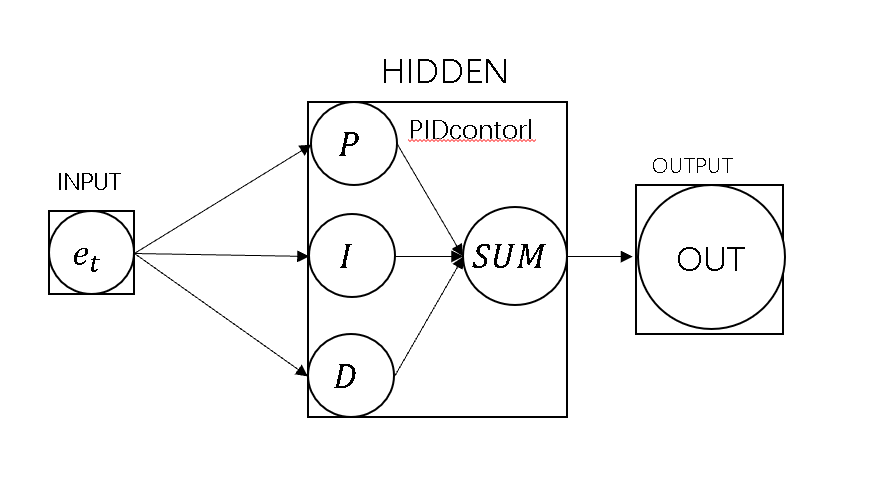 HIDDEN
PIDcontorl
P
INPUT
OUTPUT
e_t
I
SUM
OUT
D